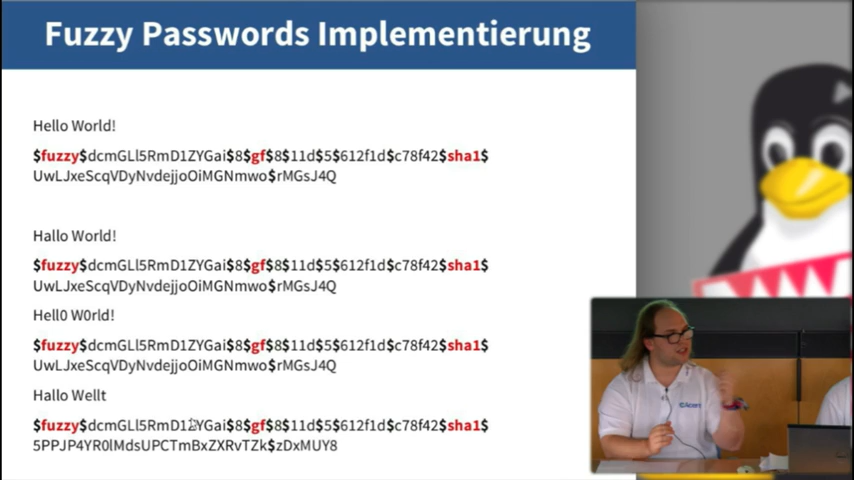 Fuzzy Passwords Implementierung
Hello World!
$fuzzy$dcmGLl5RmD1ZYGai$8$gf$8$11d$5$612f1d$c78f42$sha1$
UwLJxeScqVDyNvdejjoOiMGNmwo$rMGsJ4Q
Hallo World!
$fuzzy$dcmGLl5RmD1ZYGai$8$gf$8$11d$5$612f1d$c78f42$sha1$
UwLJxeScqVDyNvdejjoOiMGNmwo$rMGsJ4Q
Hell0 W0rld!
$fuzzy$dcmGLl5RmD1ZYGai$8$gf$8$11d$5$612f1d$c78f42$sha1$
UwLJxeScqVDyNvdejjoOiMGNmwo$rMGsJ4Q
Hallo Wellt
$fuzzy$dcmGLl5RmD1ZYGai$8$gf$8$11d$5$612f1d$c78f42$sha1$
5PPJP4YR0lMdsUPCTmBxZXRvTZk$zDxMUY8